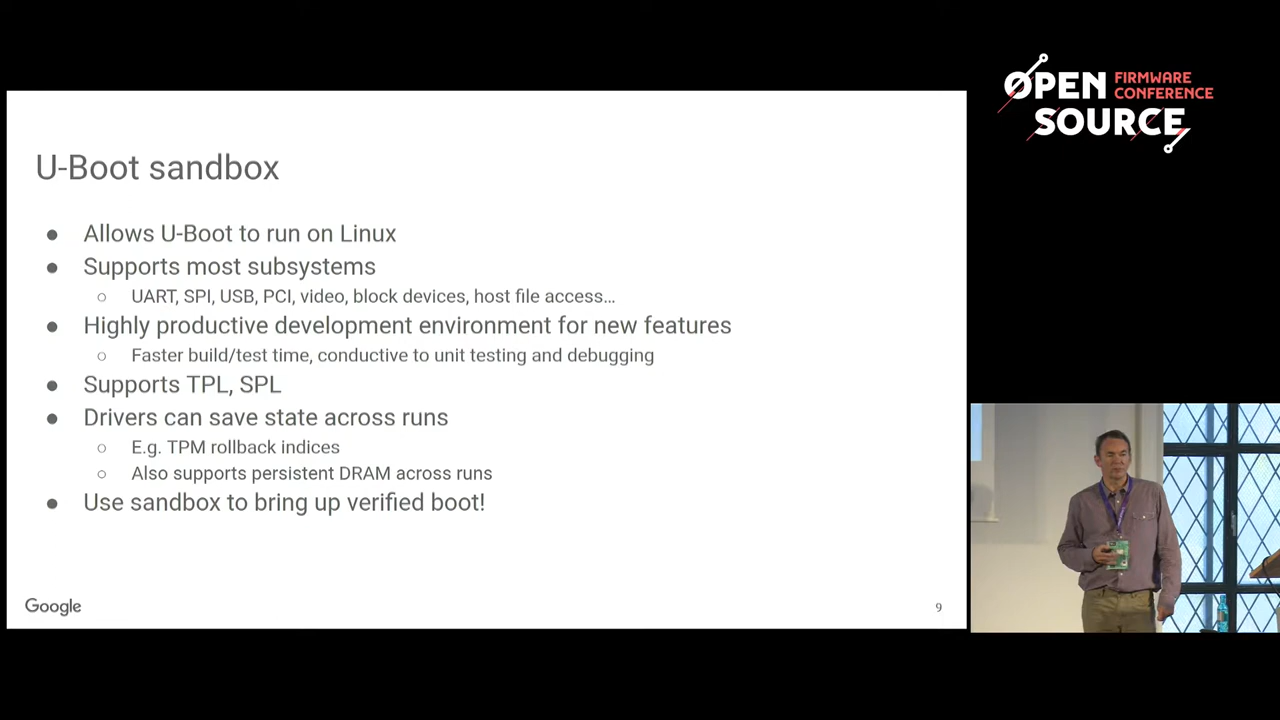 OPEN FIRMWARE
CONFERENCE
SOURCE
U-Boot sandbox
● Allows U-Boot to run on Linux
● Supports most subsystems
○ UART, SPI, USB, PCI, video, block devices, host file access…
● Highly productive development environment for new features
○ Faster build/test time, conductive to unit testing and debugging
● Supports TPL, SPL
● Drivers can save state across runs
○ E.g. TPM rollback indices
○ Also supports persistent DRAM across runs
● Use sandbox to bring up verified boot!
Google
9